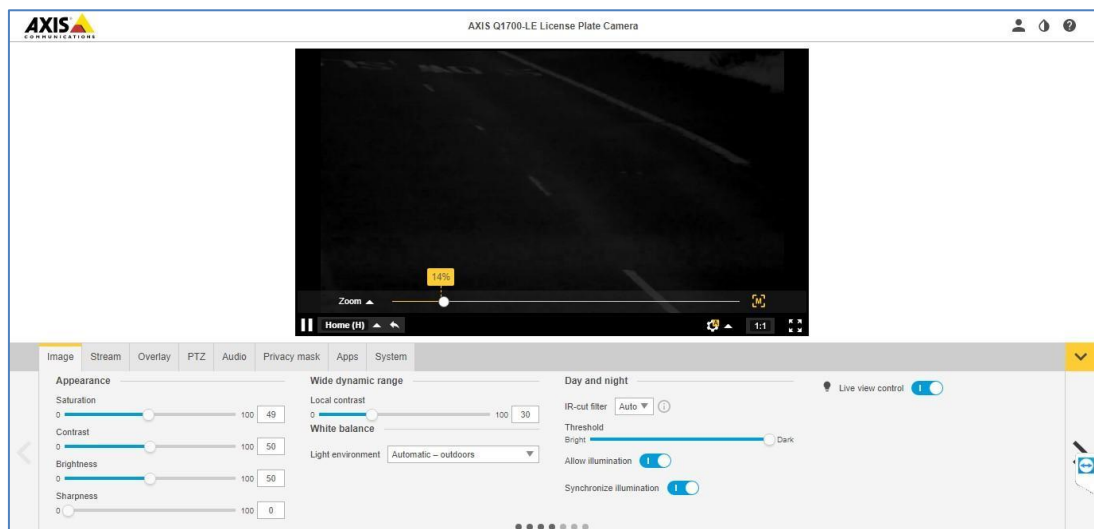 AXIS
COMMUNICATIONS
AXIS Q1700-LE License Plate Camera
14%
Zoom
M
Home (H)
A
1:1
Image Stream Overlay PTZ Audio Privacy mask Apps System
Appearance
Saturation
0 100 49
Contrast
0 100 50
Brightness
0 100 50
Sharpness
0 100 0
Wide dynamic range
Local contrast
0 100 30
White balance
Light environment Automatic – outdoors
Day and night
IR-cut filter Auto
Threshold
Bright Dark
Allow illumination
Synchronize illumination
Live view control